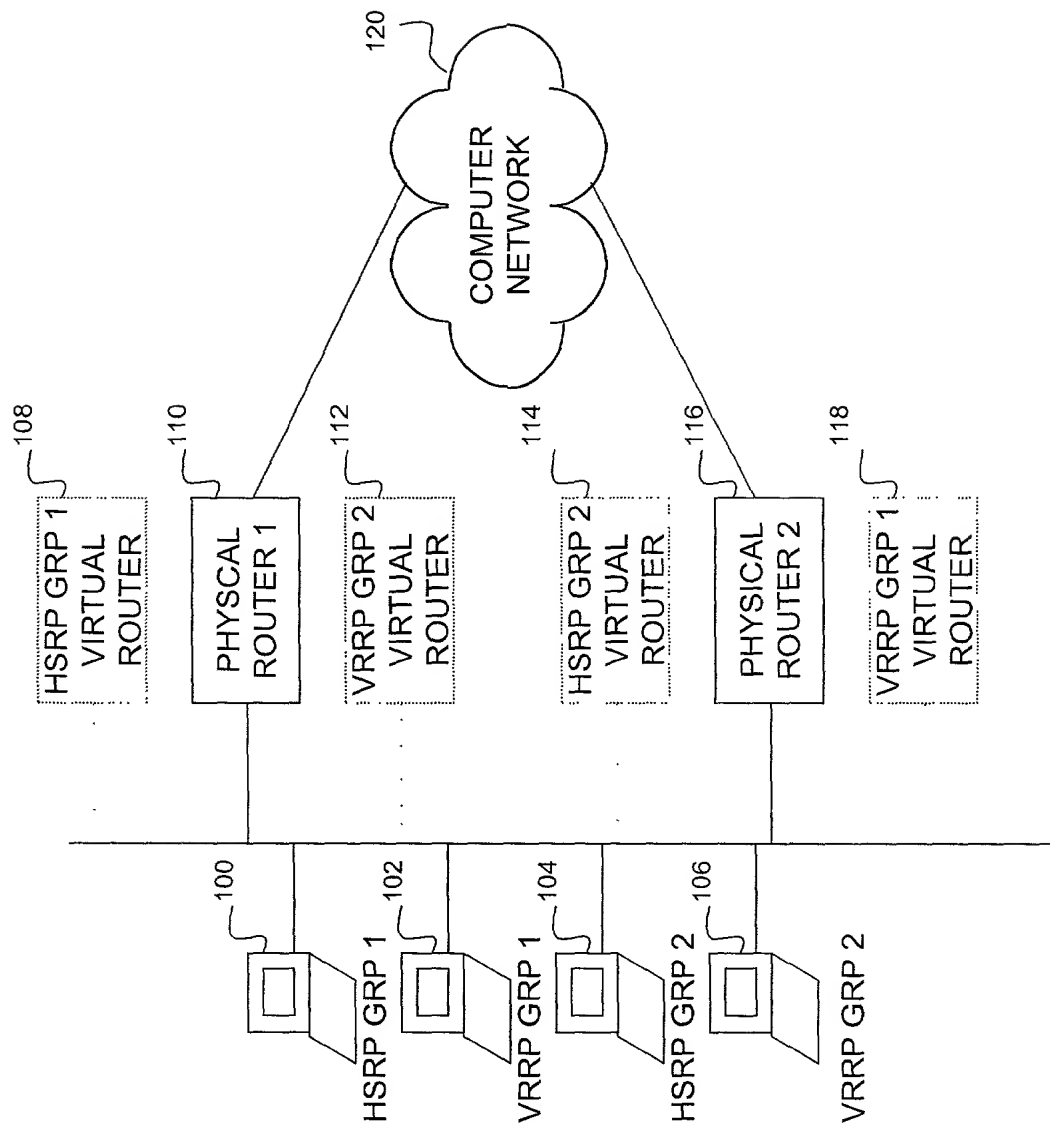 100
HSRP GRP 1
102
VRRP GRP 1
104
HSRP GRP 2
106
VRRP GRP 2
108
HSRP GRP 1
VIRTUAL
ROUTER
110
PHYSCAL
ROUTER 1
112
VRRP GRP 2
VIRTUAL
ROUTER
114
HSRP GRP 2
VIRTUAL
ROUTER
116
PHYSICAL
ROUTER 2
118
VRRP GRP 1
VIRTUAL
ROUTER
120
COMPUTER
NETWORK